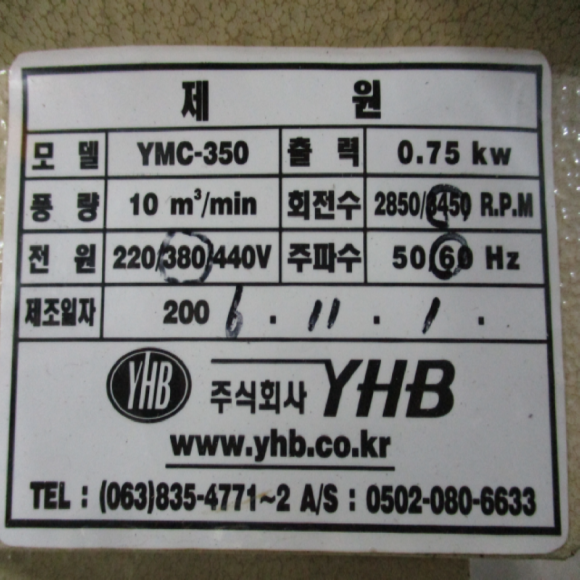 제 원
모 델 YMC-350 출 력 0.75 kw
풍 량 10 m³/min 회전수 2850/3450 R.P.M
전 원 220/380/440V 주파수 50/60 Hz
제조일자 200 6 . 11 . 1 .
YHB 주식회사 YHB
www.yhb.co.kr
TEL : (063)835-4771~2 A/S : 0502-080-6633